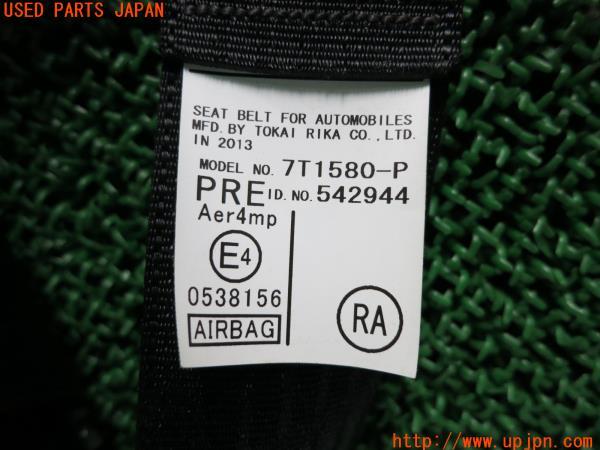 USED PARTS JAPAN
SEAT BELT FOR AUTOMOBILES
MFD. BY TOKAI RIKA CO., LTD.
IN 2013
MODEL NO. 7T1580-P
PRE ID. NO. 542944
Aer4mp
E4
0538156
AIRBAG
RA
http://www.upjpn.com/